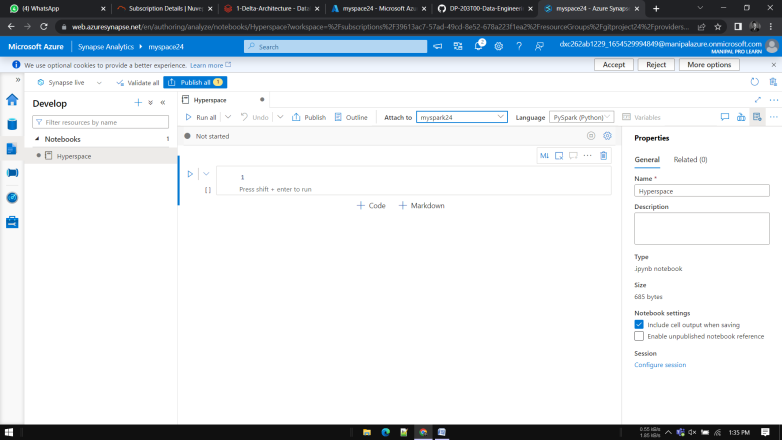 (4) WhatsApp
Subscription Details | Nuve
1-Delta-Architecture - Data
myspace24 - Microsoft Azu
DP-203T00-Data-Engineeri
myspace24 - Azure Synaps
web.azuresynapse.net/en/authoring/analyze/notebooks/Hyperspace?workspace=%2Fsubscriptions%2F39613ac7-57ad-49cd-8e52-678a223f1ea2%2FresourceGroups%2Fgitproject24%2Fproviders...
Microsoft Azure
Synapse Analytics
myspace24
Search
2
dxc262ab1229_1654529994849@manipalazure.onmicrosoft.com
MANIPAL PRO LEARN
We use optional cookies to provide a better experience. Learn more
Accept
Reject
More options
Synapse live
Validate all
Publish all 1
Develop
Filter resources by name
Notebooks 1
Hyperspace
Hyperspace
Run all
Undo
Publish
Outline
Attach to
myspark24
Language
PySpark (Python)
Variables
Not started
M↓
1
[ ]
Press shift + enter to run
+ Code
+ Markdown
Properties
General
Related (0)
Name *
Hyperspace
Description
Type
.ipynb notebook
Size
685 bytes
Notebook settings
Include cell output when saving
Enable unpublished notebook reference
Session
Configure session
1.85 kB/s
1:35 PM